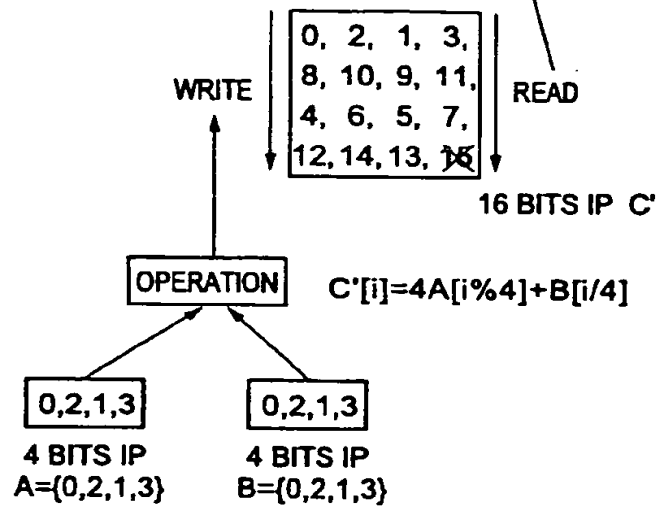 0, 2, 1, 3,
8, 10, 9, 11,
4, 6, 5, 7,
12, 14, 13, 15
WRITE
READ
16 BITS IP C'
OPERATION
C'[i]=4A[i%4]+B[i/4]
0,2,1,3
0,2,1,3
4 BITS IP
A={0,2,1,3}
4 BITS IP
B={0,2,1,3}